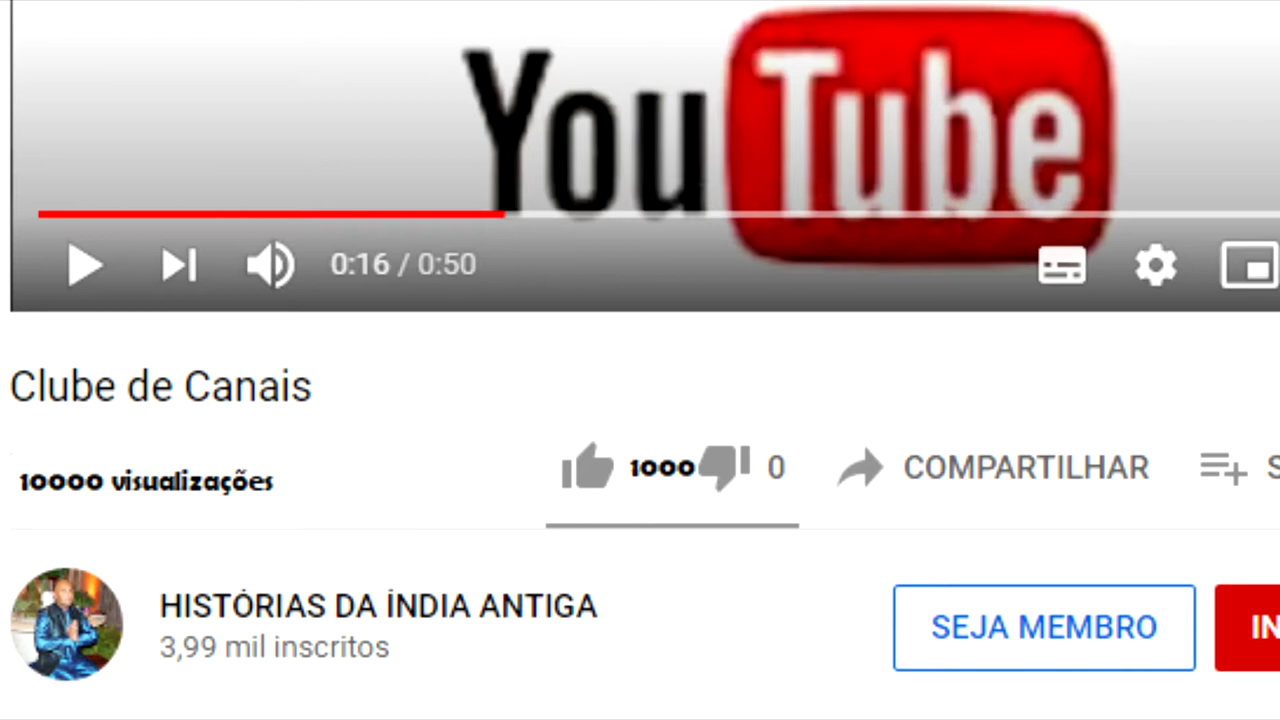 YouTube
0:16 / 0:50
Clube de Canais
10000 visualizações
1000 0 COMPARTILHAR S
HISTÓRIAS DA ÍNDIA ANTIGA
3,99 mil inscritos
SEJA MEMBRO
IN